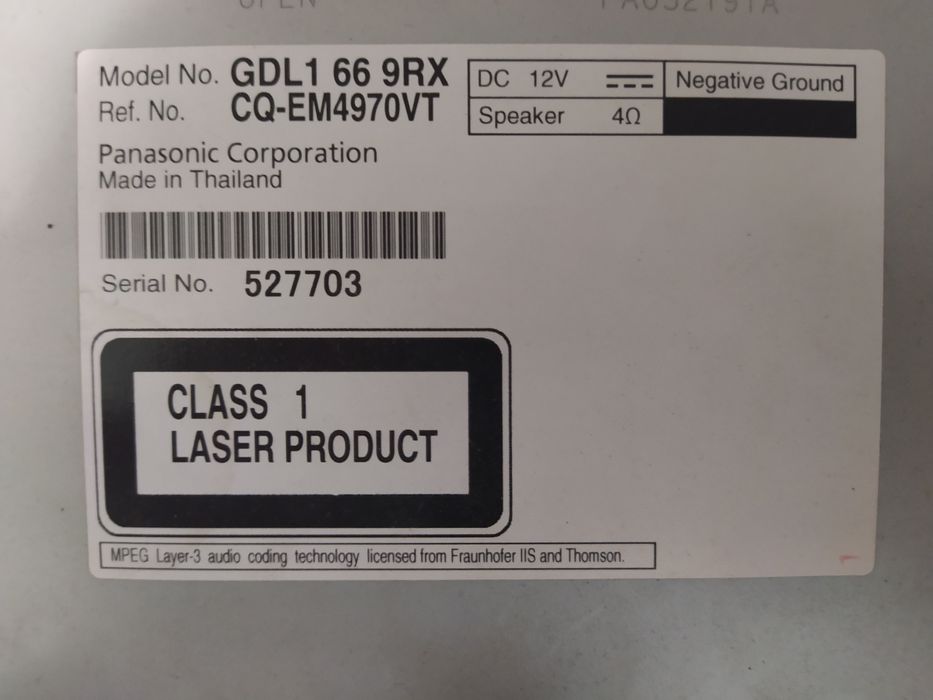 OPEN
Model No. GDL1 66 9RX
Ref. No. CQ-EM4970VT
DC 12V
Negative Ground
Speaker 4Ω
Panasonic Corporation
Made in Thailand
Serial No. 527703
CLASS 1
LASER PRODUCT
MPEG Layer-3 audio coding technology licensed from Fraunhofer IIS and Thomson.